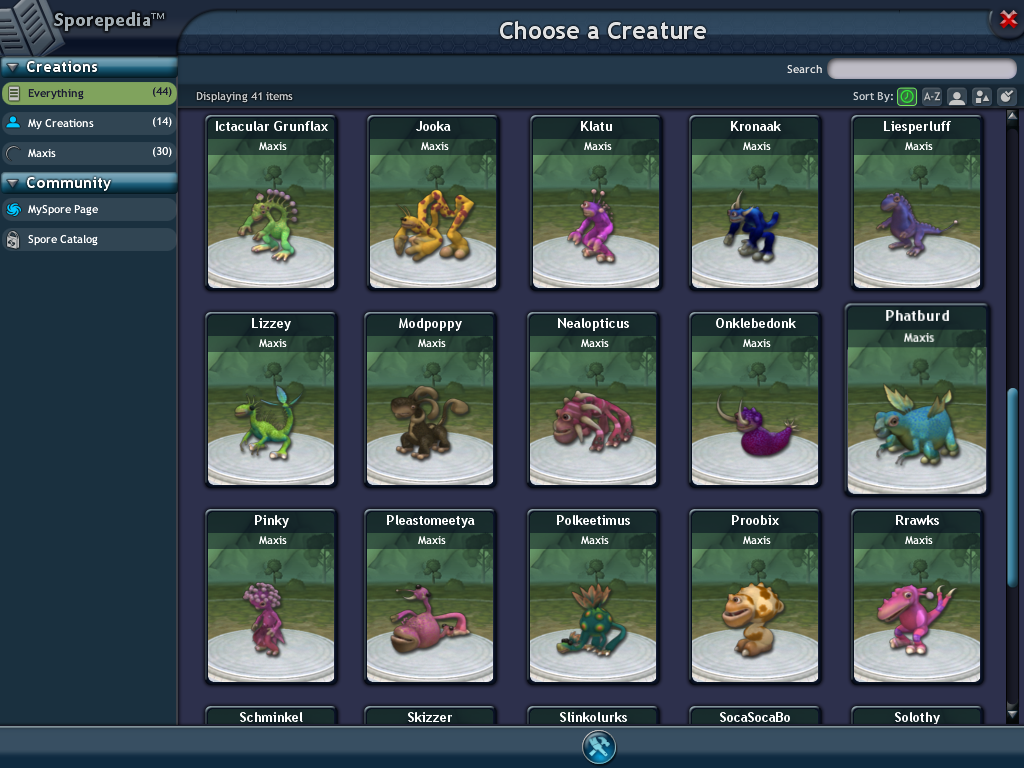 Sporepedia™
Choose a Creature
Creations
Everything (44)
My Creations (14)
Maxis (30)
Community
MySpore Page
Spore Catalog
Search
Displaying 41 items
Sort By: A-Z
Ictacular Grunflax
Maxis
Jooka
Maxis
Klatu
Maxis
Kronaak
Maxis
Liesperluff
Maxis
Lizzey
Maxis
Modpoppy
Maxis
Nealopticus
Maxis
Onklebedonk
Maxis
Phatburd
Maxis
Pinky
Maxis
Pleastomeetya
Maxis
Polkeetimus
Maxis
Proobix
Maxis
Rrawks
Maxis
Schminkel
Skizzer
Slinkolurks
SocaSocaBo
Solothy